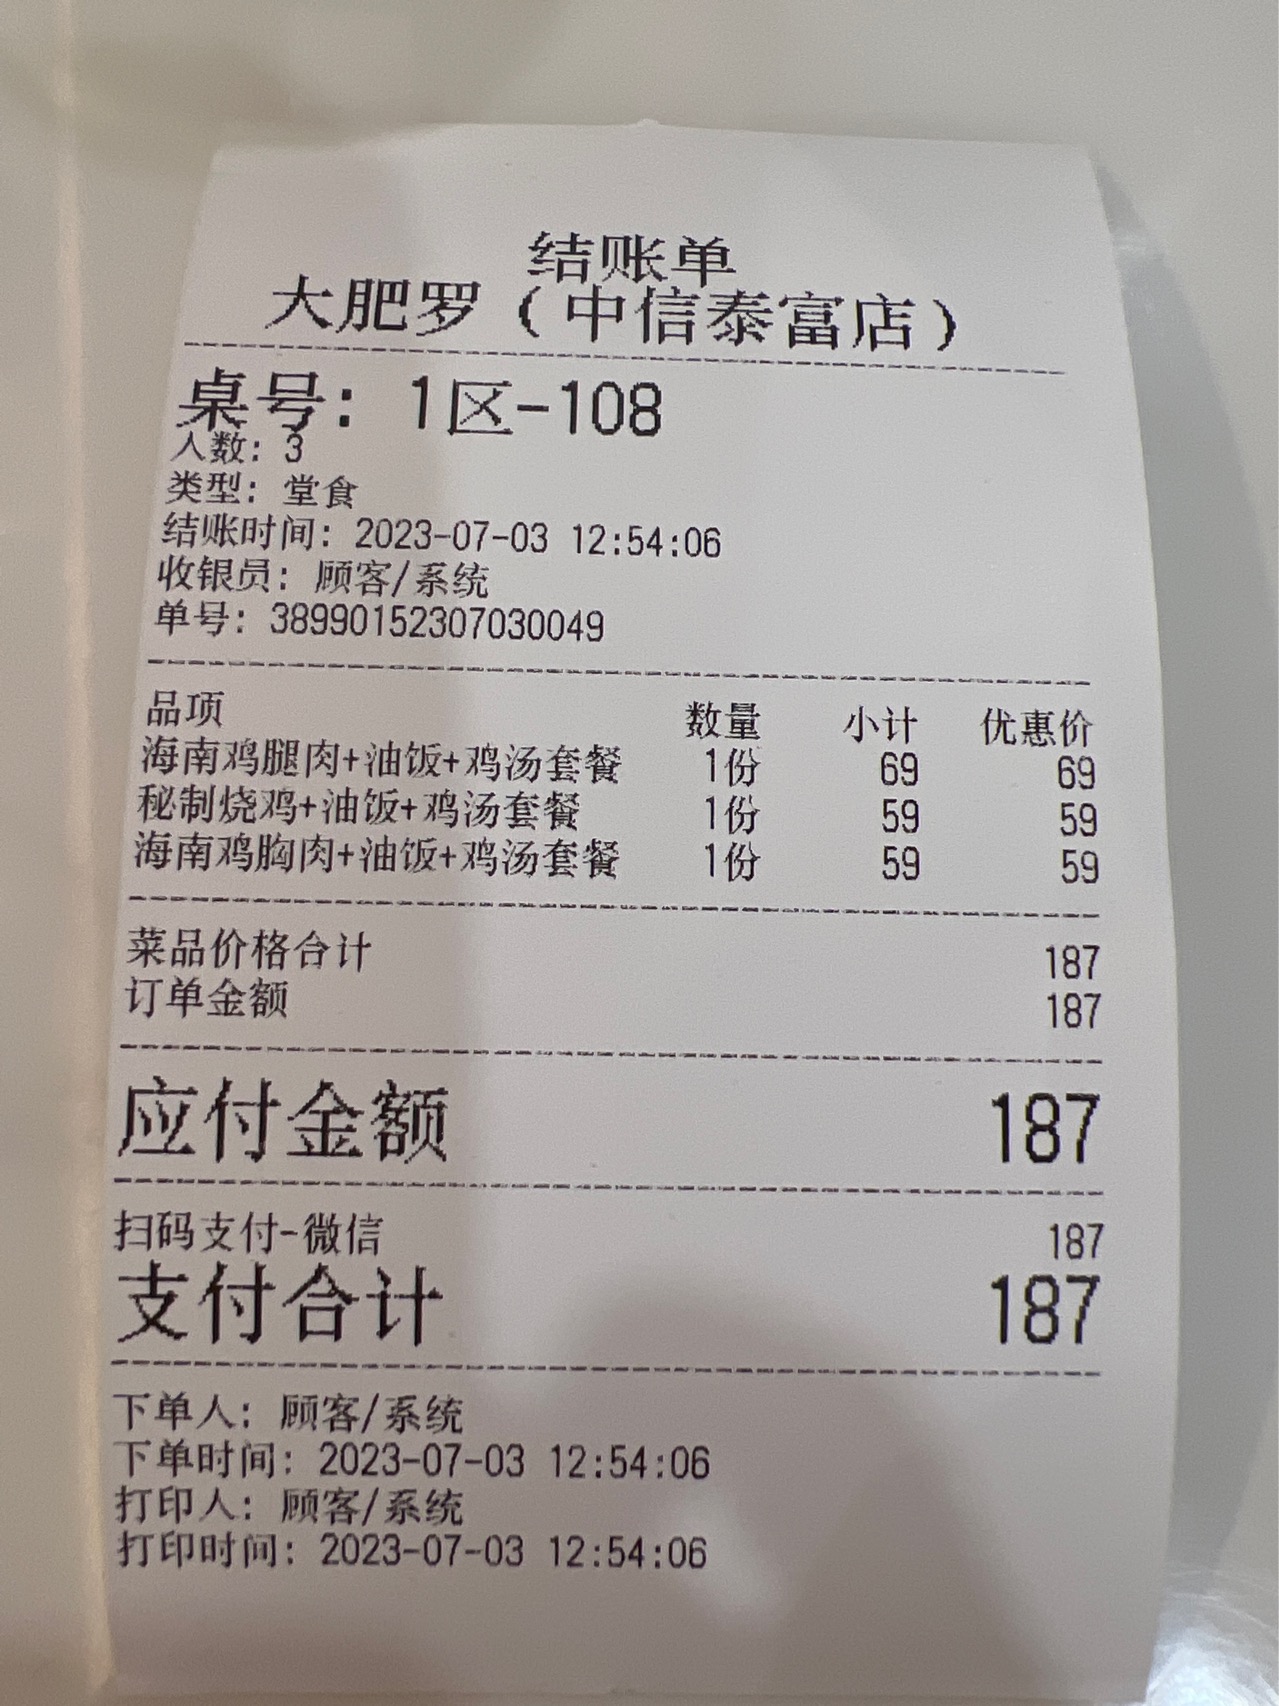 结账单
大肥罗（中信泰富店）
桌号：1区-108
人数：3
类型：堂食
结账时间：2023-07-03 12:54:06
收银员：顾客/系统
单号：38990152307030049
品项 数量 小计 优惠价
海南鸡腿肉+油饭+鸡汤套餐 1份 69 69
秘制烧鸡+油饭+鸡汤套餐 1份 59 59
海南鸡胸肉+油饭+鸡汤套餐 1份 59 59
菜品价格合计 187
订单金额 187
应付金额 187
扫码支付-微信 187
支付合计 187
下单人：顾客/系统
下单时间：2023-07-03 12:54:06
打印人：顾客/系统
打印时间：2023-07-03 12:54:06